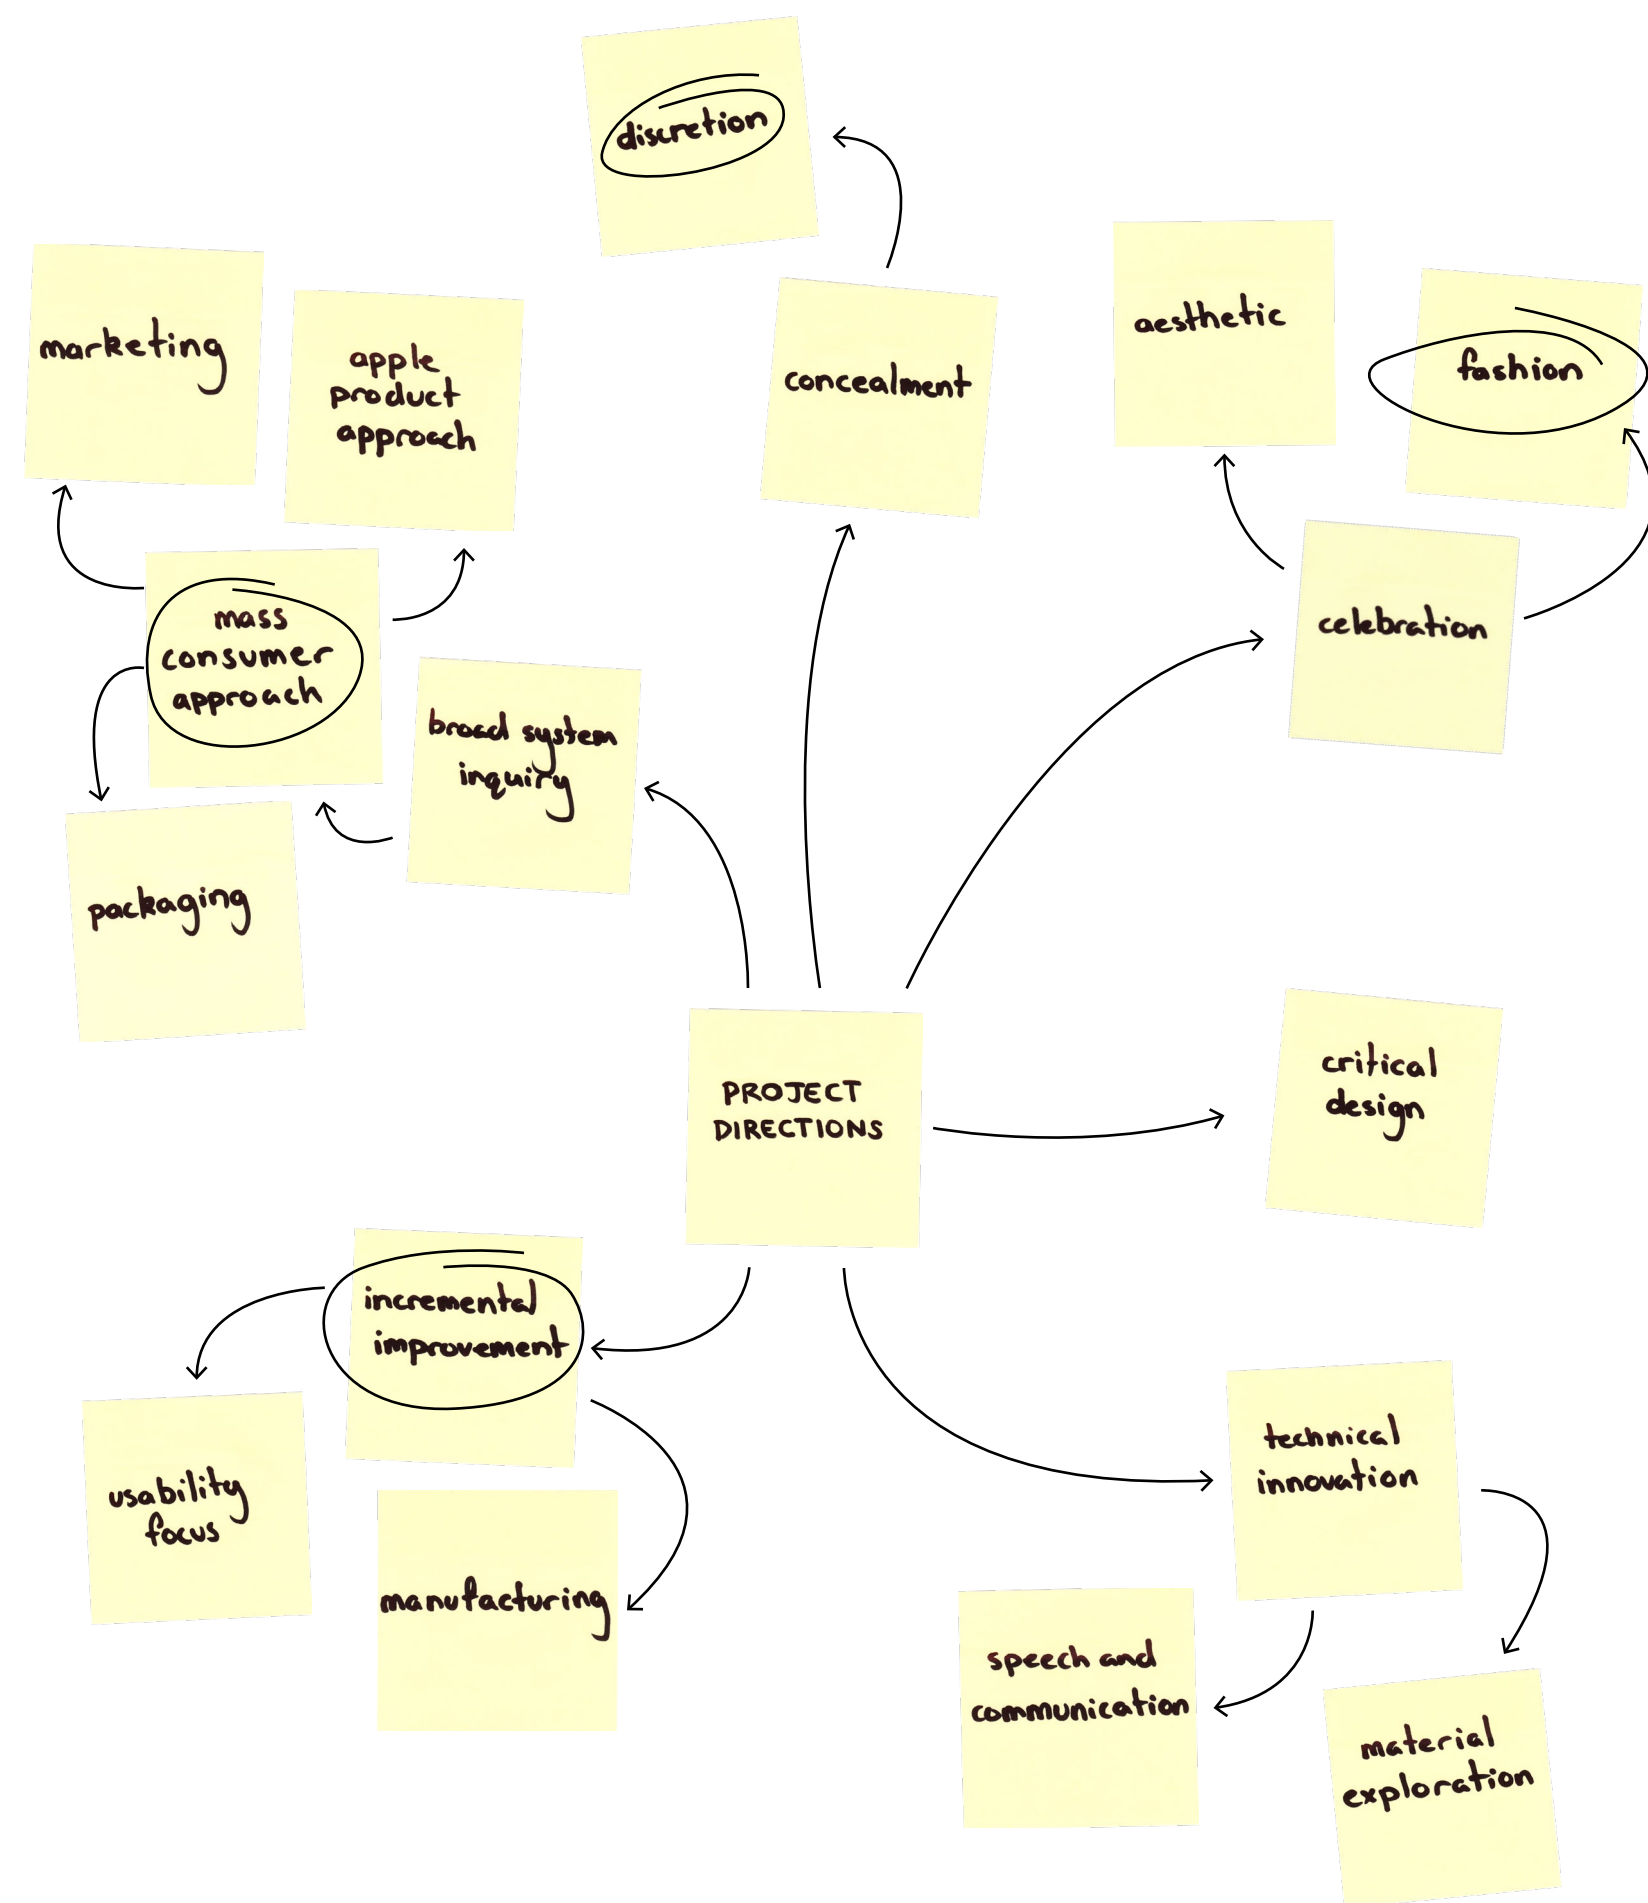 discretion
marketing
apple
product
approach
concealment
aesthetic
fashion
mass
consumer
approach
broad system
inquiry
celebration
packaging
PROJECT
DIRECTIONS
critical
design
incremental
improvement
usability
focus
manufacturing
technical
innovation
speech and
communication
material
exploration